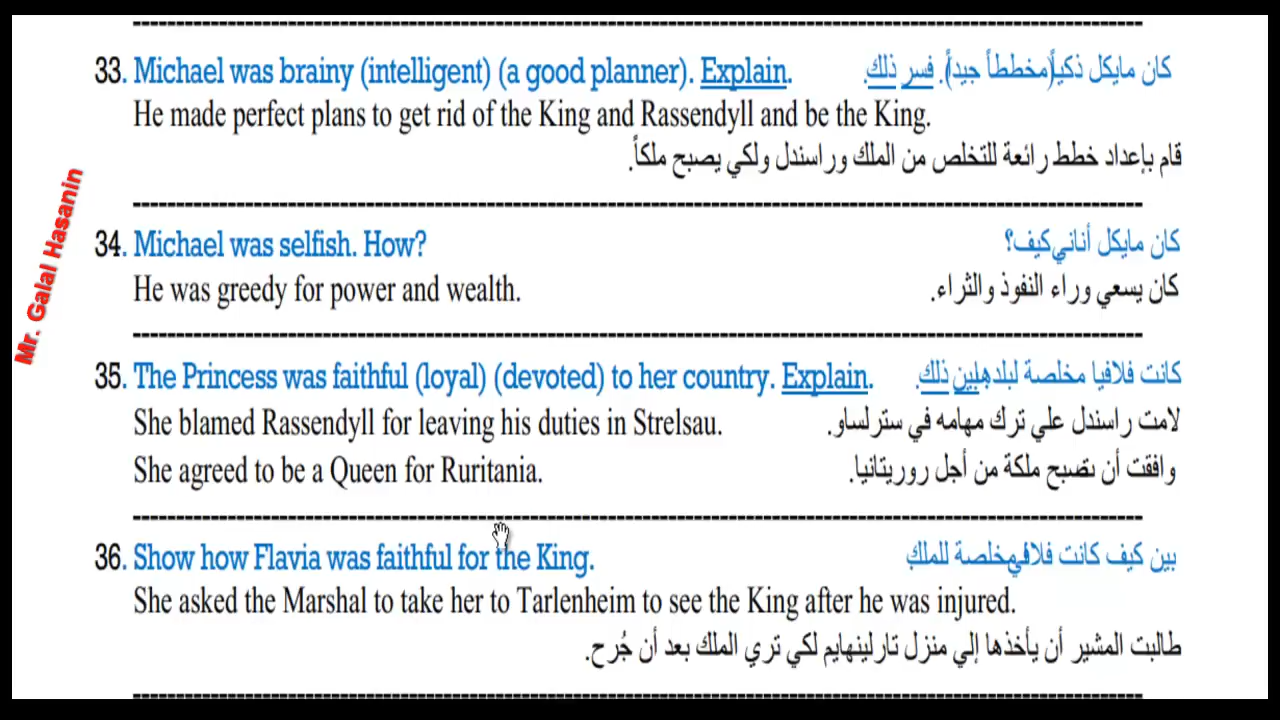 33. Michael was brainy (intelligent) (a good planner). Explain. كان مايكل ذكياً(مخططاً جيداً). فسر ذلك.
He made perfect plans to get rid of the King and Rassendyll and be the King.
قام بإعداد خطط رائعة للتخلص من الملك وراسندل ولكي يصبح ملكاً.
34. Michael was selfish. How? كان مايكل أناني كيف؟
He was greedy for power and wealth. كان يسعي وراء النفوذ والثراء.
35. The Princess was faithful (loyal) (devoted) to her country. Explain. كانت فلافيا مخلصة لبلدها بين ذلك.
She blamed Rassendyll for leaving his duties in Strelsau. لامت راسندل علي ترك مهامه في سترلساو.
She agreed to be a Queen for Ruritania. وافقت أن تصبح ملكة من أجل روريتانيا.
36. Show how Flavia was faithful for the King. بين كيف كانت فلافي مخلصة للملك
She asked the Marshal to take her to Tarlenheim to see the King after he was injured.
طالبت المشير أن يأخذها إلي منزل تارلينهايم لكي تري الملك بعد أن جُرح.
Mr. Galal Hasanin